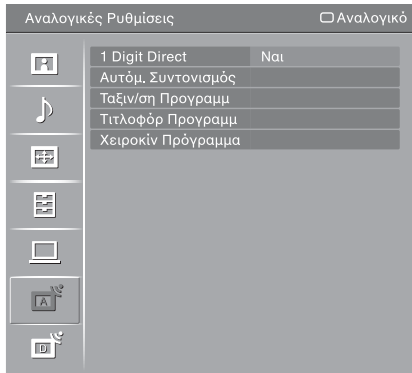 Αναλογικές Ρυθμίσεις Αναλογικό
1 Digit Direct Ναι
Αυτόμ. Συντονισμός
Ταξιν/ση Προγραμμ
Τιτλοφόρ Προγραμμ
Χειροκίν Πρόγραμμα
A
D